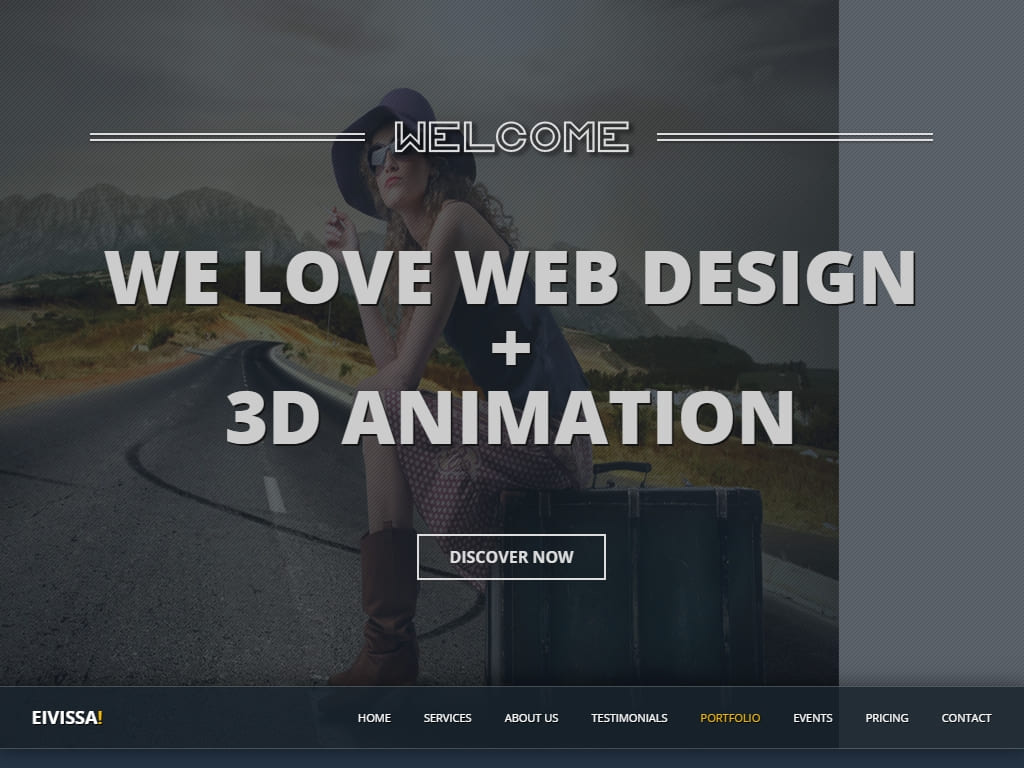 WELCOME
WE LOVE WEB DESIGN
+
3D ANIMATION
DISCOVER NOW
EIVISSA! HOME SERVICES ABOUT US TESTIMONIALS PORTFOLIO EVENTS PRICING CONTACT